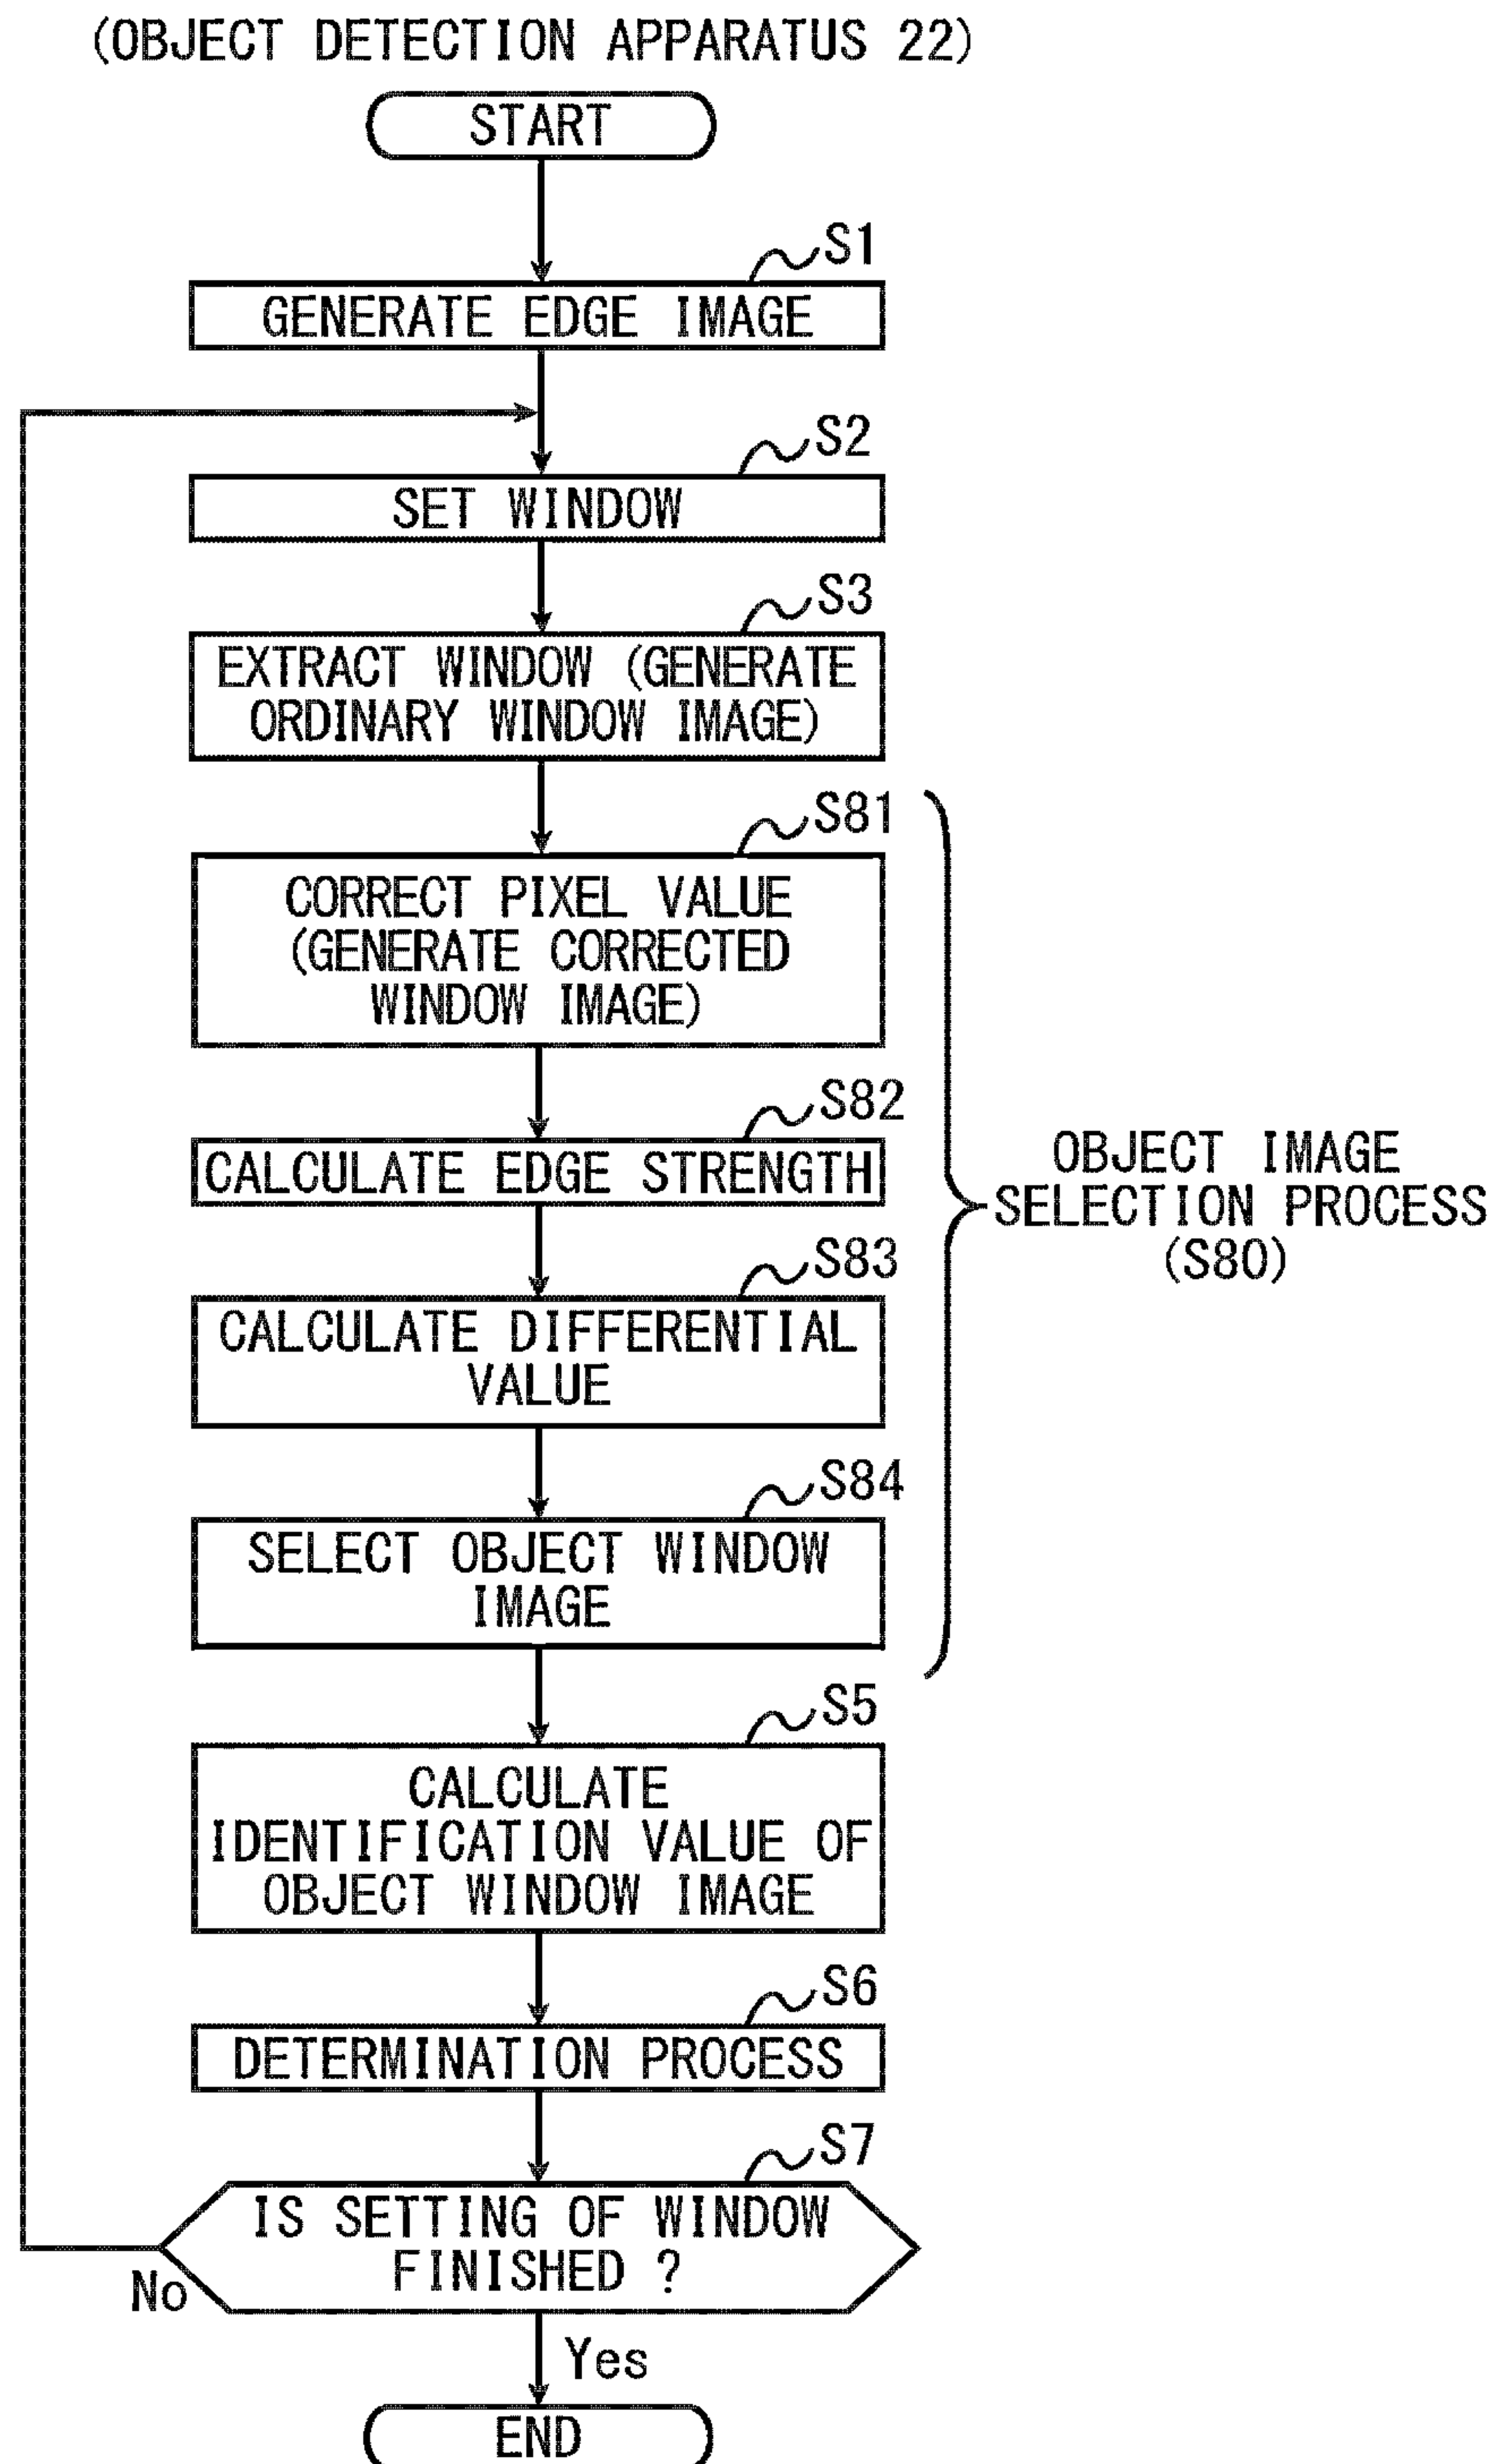 (OBJECT DETECTION APPARATUS 22)
START
S1
GENERATE EDGE IMAGE
S2
SET WINDOW
S3
EXTRACT WINDOW (GENERATE
ORDINARY WINDOW IMAGE)
S81
CORRECT PIXEL VALUE
(GENERATE CORRECTED
WINDOW IMAGE)
S82
CALCULATE EDGE STRENGTH
S83
CALCULATE DIFFERENTIAL
VALUE
S84
SELECT OBJECT WINDOW
IMAGE
OBJECT IMAGE
SELECTION PROCESS
(S80)
S5
CALCULATE
IDENTIFICATION VALUE OF
OBJECT WINDOW IMAGE
S6
DETERMINATION PROCESS
S7
IS SETTING OF WINDOW
FINISHED ?
No
Yes
END